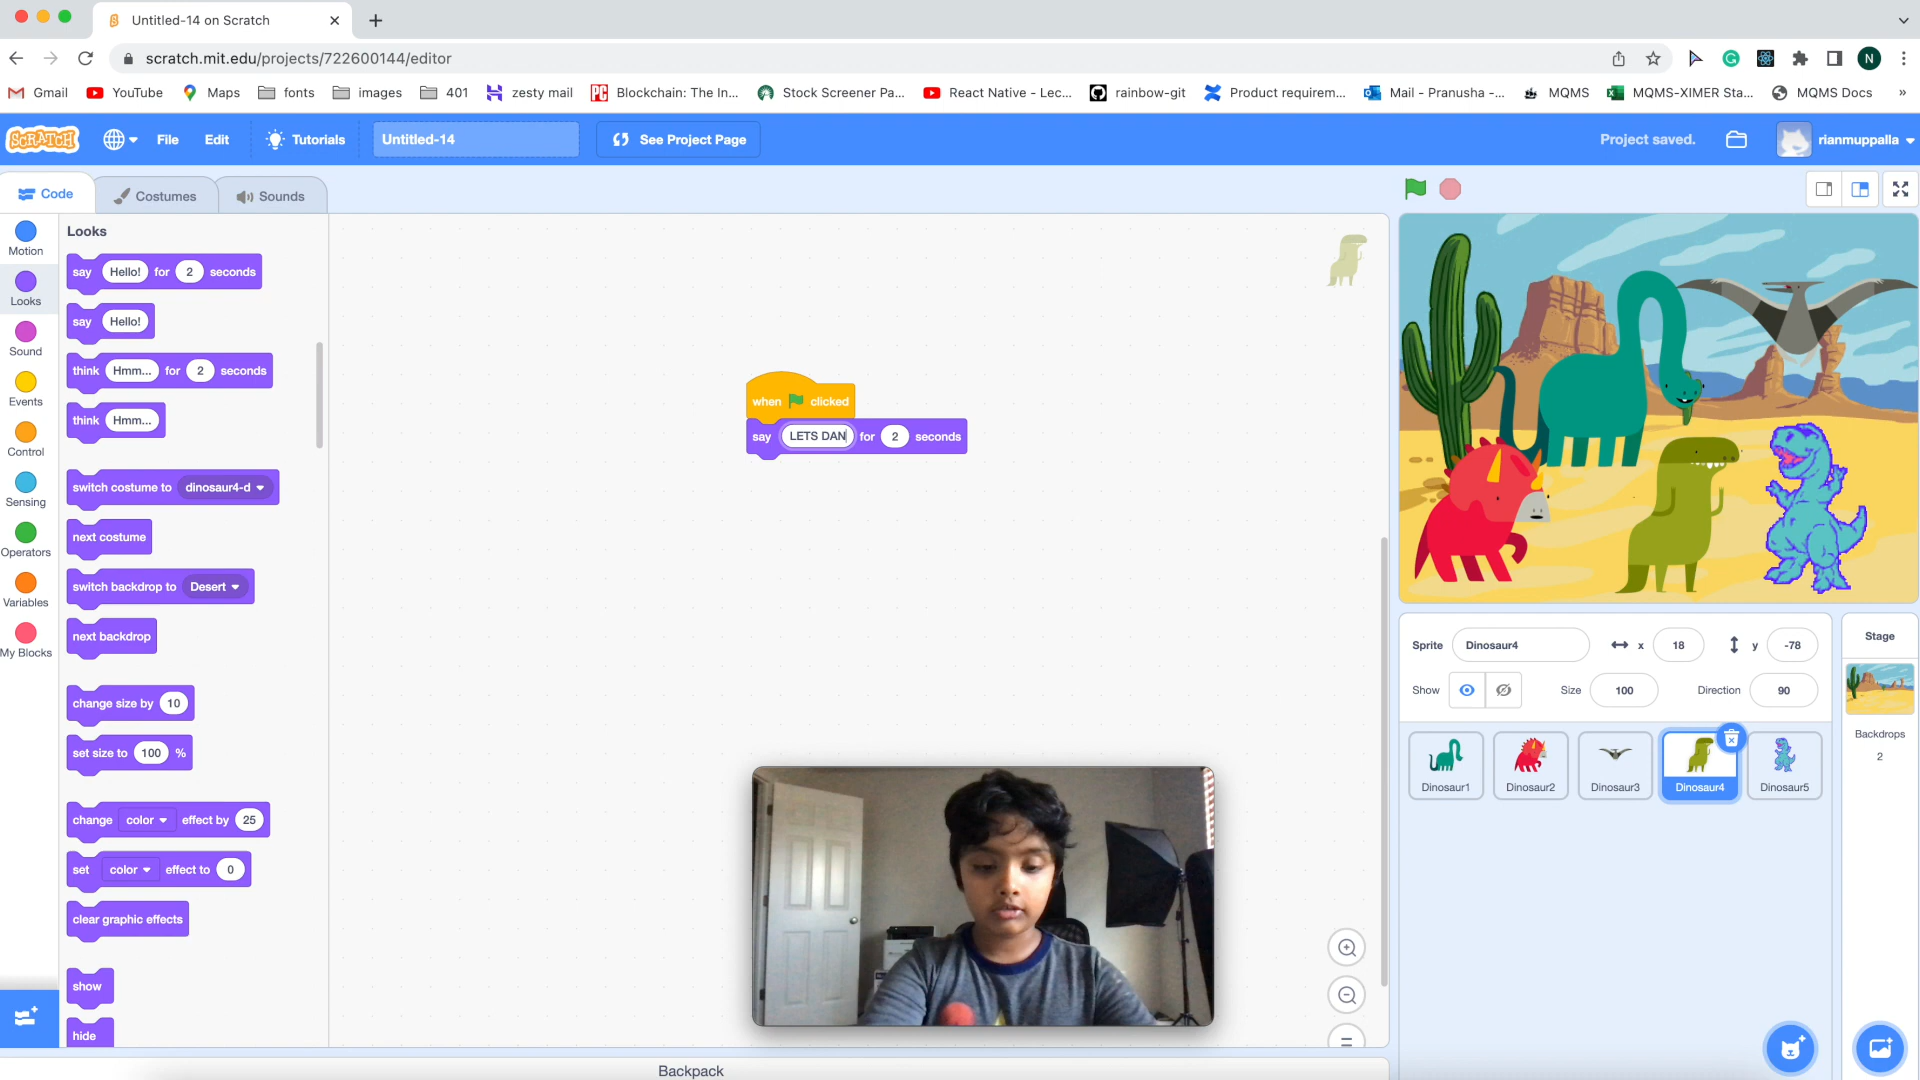 Untitled-14 on Scratch
scratch.mit.edu/projects/722600144/editor
N
Gmail YouTube Maps fonts images 401 zesty mail Blockchain: The In... Stock Screener Pa... React Native - Lec... rainbow-git Product requirem... Mail - Pranusha -... MQMS MQMS-XIMER Sta... MQMS Docs »
SCRATCH File Edit Tutorials Untitled-14 See Project Page Project saved. rianmuppalla
Code Costumes Sounds
Motion
Looks
Sound
Events
Control
Sensing
Operators
Variables
My Blocks
Looks
say Hello! for 2 seconds
say Hello!
think Hmm... for 2 seconds
think Hmm...
switch costume to dinosaur4-d
next costume
switch backdrop to Desert
next backdrop
change size by 10
set size to 100 %
change color effect by 25
set color effect to 0
clear graphic effects
show
hide
when clicked
say LETS DAN for 2 seconds
Backpack
Sprite Dinosaur4 x 18 y -78
Show Size 100 Direction 90
Dinosaur1 Dinosaur2 Dinosaur3 Dinosaur4 Dinosaur5
Stage
Backdrops
2